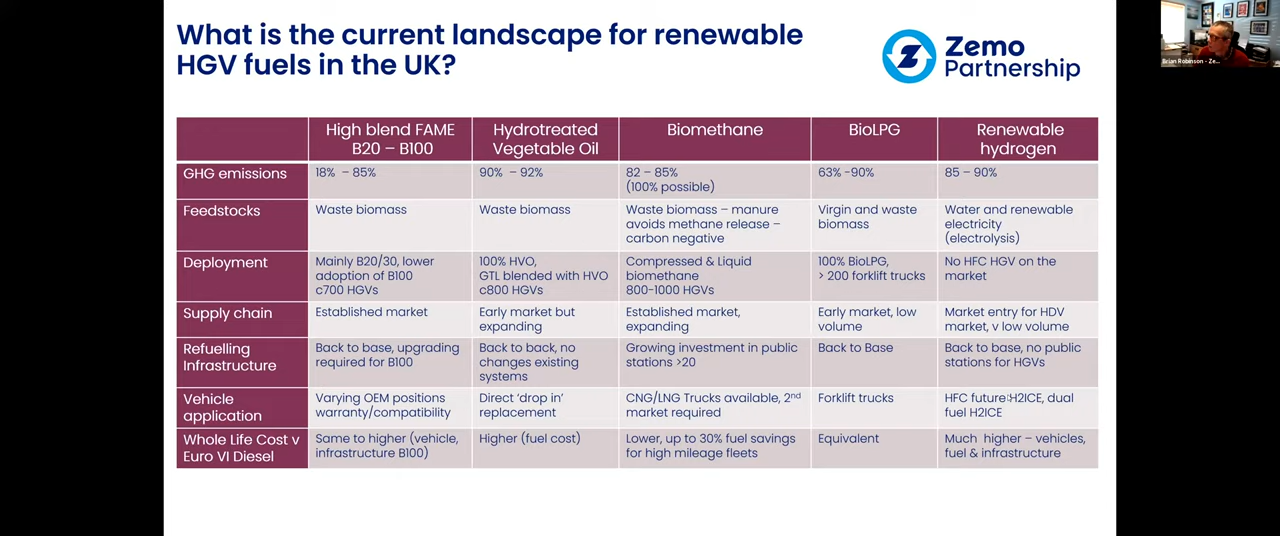 What is the current landscape for renewable
HGV fuels in the UK?
Zemo
Partnership
Brian Robinson - Ze...
High blend FAME
B20 – B100
Hydrotreated
Vegetable Oil
Biomethane
BioLPG
Renewable
hydrogen
GHG emissions
18% – 85%
90% – 92%
82 – 85%
(100% possible)
63% -90%
85 – 90%
Feedstocks
Waste biomass
Waste biomass
Waste biomass – manure
avoids methane release –
carbon negative
Virgin and waste
biomass
Water and renewable
electricity
(electrolysis)
Deployment
Mainly B20/30, lower
adoption of B100
c700 HGVs
100% HVO,
GTL blended with HVO
c800 HGVs
Compressed & Liquid
biomethane
800-1000 HGVs
100% BioLPG,
> 200 forklift trucks
No HFC HGV on the
market
Supply chain
Established market
Early market but
expanding
Established market,
expanding
Early market, low
volume
Market entry for HDV
market, v low volume
Refuelling
Infrastructure
Back to base, upgrading
required for B100
Back to back, no
changes existing
systems
Growing investment in public
stations >20
Back to Base
Back to base, no public
stations for HGVs
Vehicle
application
Varying OEM positions
warranty/compatibility
Direct ‘drop in’
replacement
CNG/LNG Trucks available, 2nd
market required
Forklift trucks
HFC future H2ICE, dual
fuel H2ICE
Whole Life Cost v
Euro VI Diesel
Same to higher (vehicle,
infrastructure B100)
Higher (fuel cost)
Lower, up to 30% fuel savings
for high mileage fleets
Equivalent
Much higher – vehicles,
fuel & infrastructure